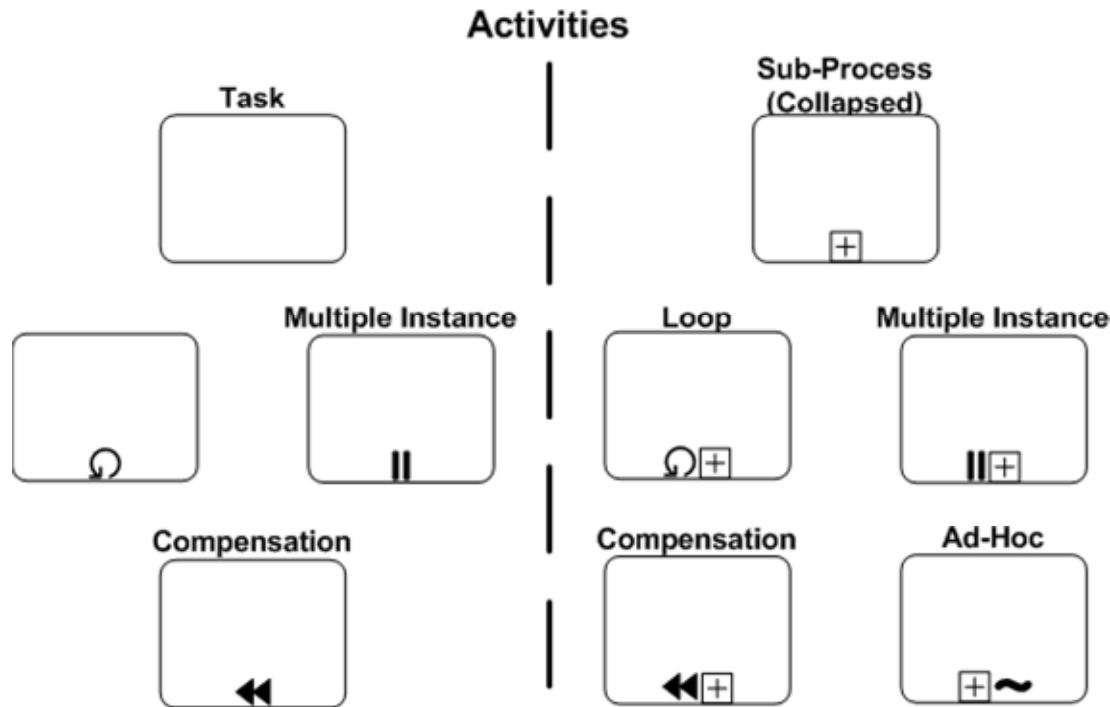 Activities
Task
Sub-Process
(Collapsed)
Multiple Instance
Loop
Multiple Instance
Compensation
Compensation
Ad-Hoc